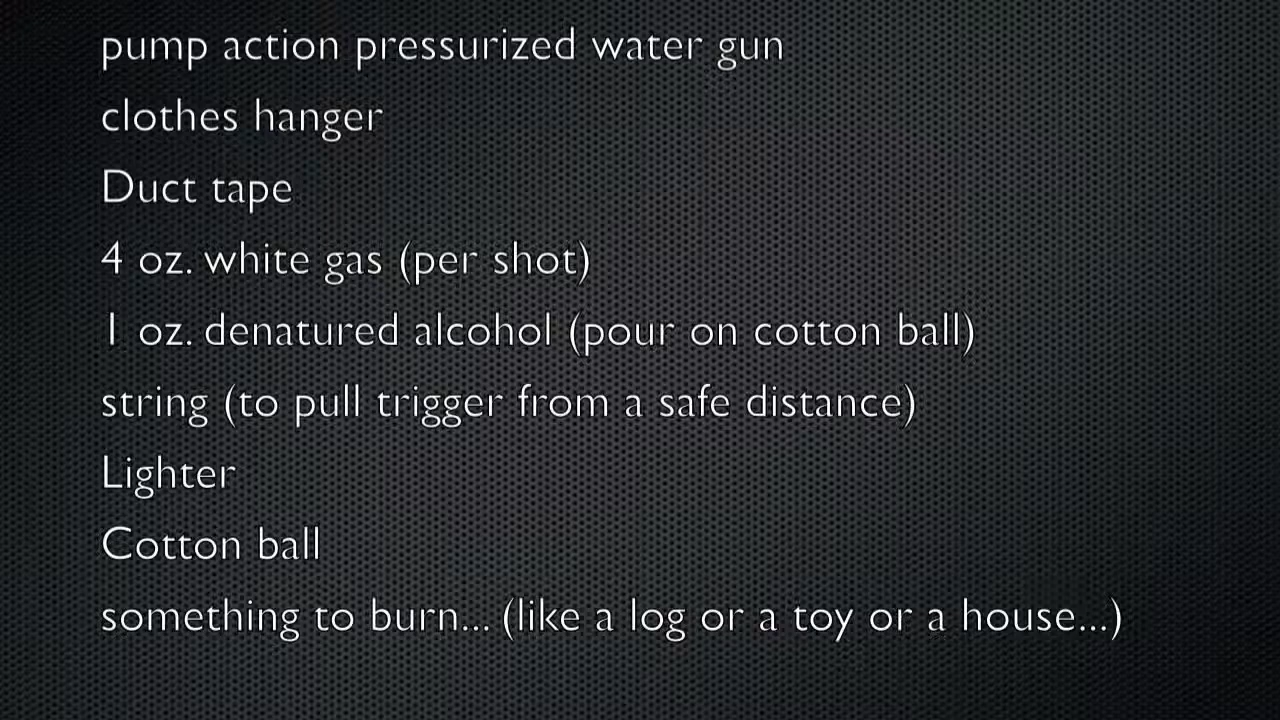 pump action pressurized water gun
clothes hanger
Duct tape
4 oz. white gas (per shot)
1 oz. denatured alcohol (pour on cotton ball)
string (to pull trigger from a safe distance)
Lighter
Cotton ball
something to burn... (like a log or a toy or a house...)